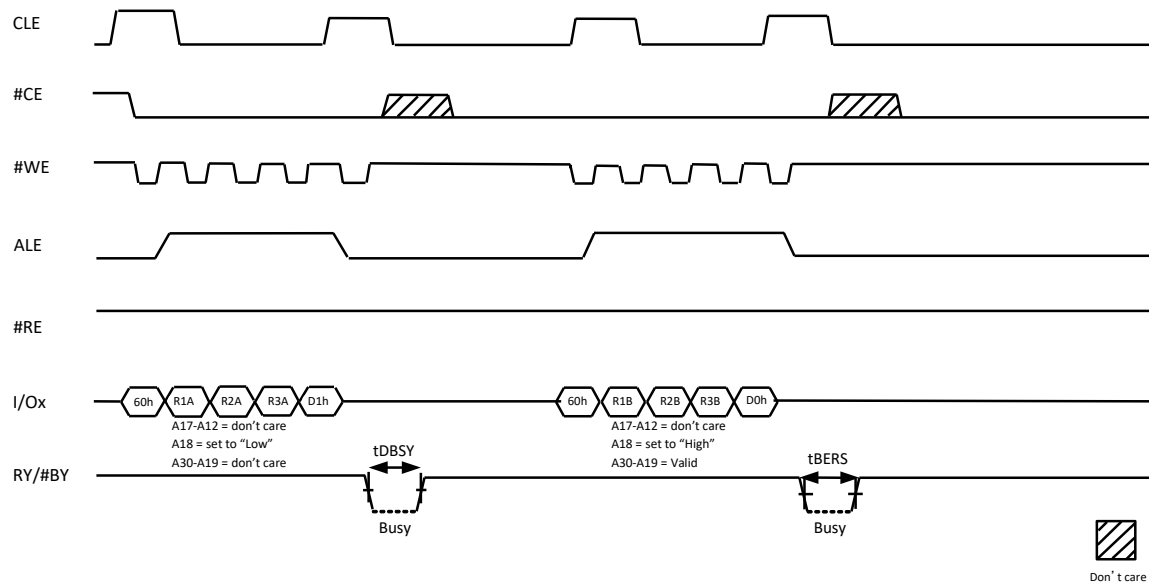 CLE
#CE
#WE
ALE
#RE
I/Ox
60h R1A R2A R3A D1h 60h R1B R2B R3B D0h
A17-A12 = don't care
A18 = set to “Low”
A30-A19 = don't care
A17-A12 = don't care
A18 = set to “High”
A30-A19 = Valid
RY/#BY
tDBSY
Busy
tBERS
Busy
Don’t care